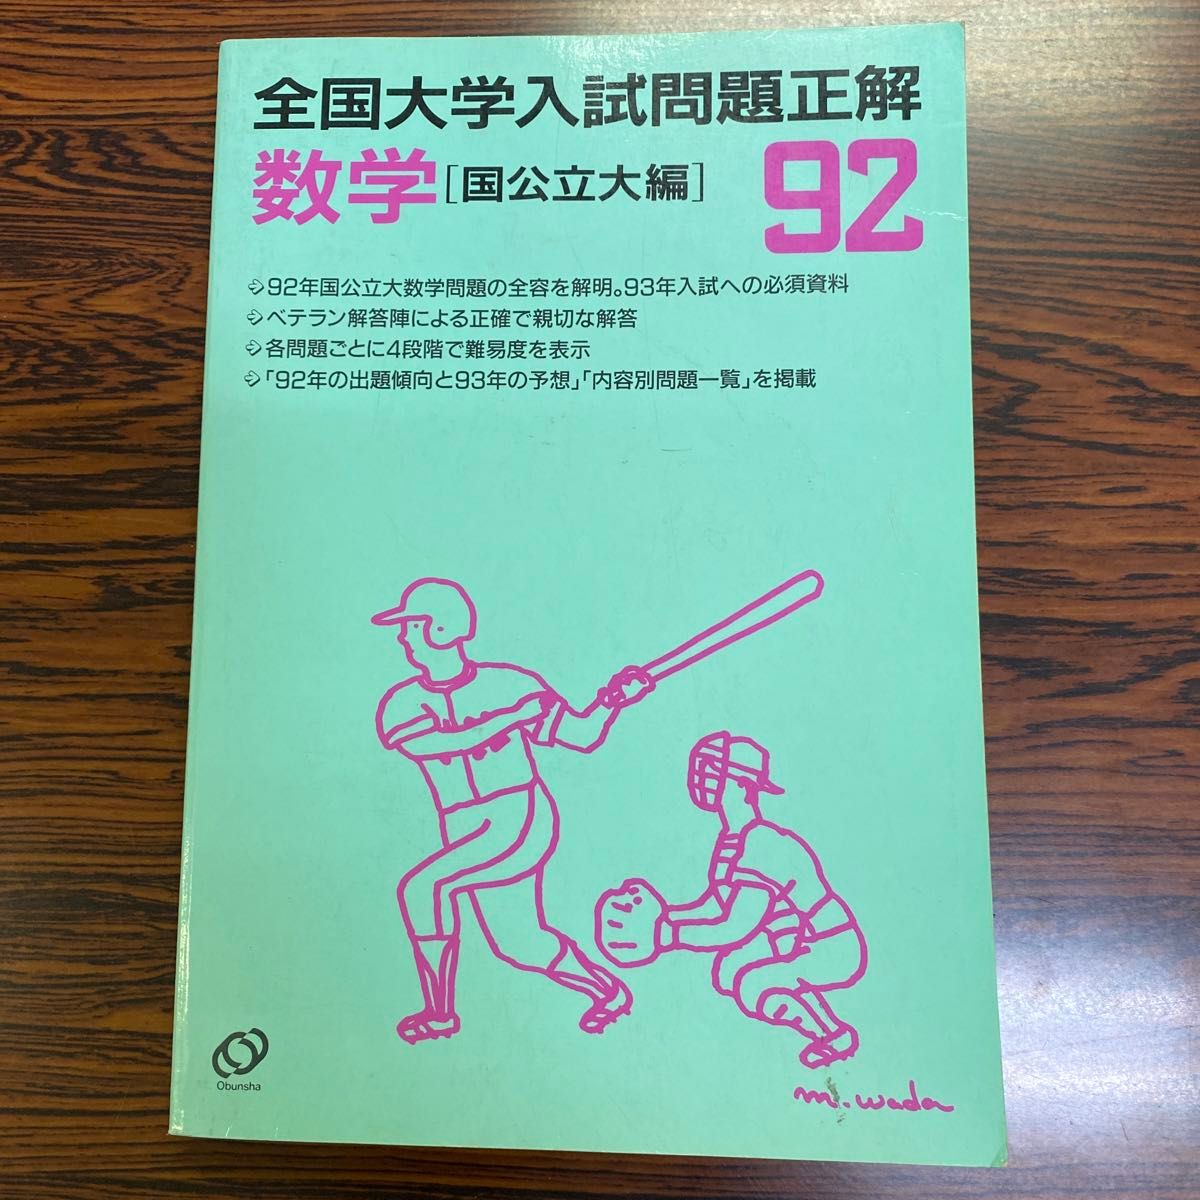 全国大学入試問題正解
数学[国公立大編] 92
92年国公立大数学問題の全容を解明。93年入試への必須資料
ベテラン解答陣による正確で親切な解答
各問題ごとに4段階で難易度を表示
「92年の出題傾向と93年の予想」「内容別問題一覧」を掲載
Obunsha
m.wada